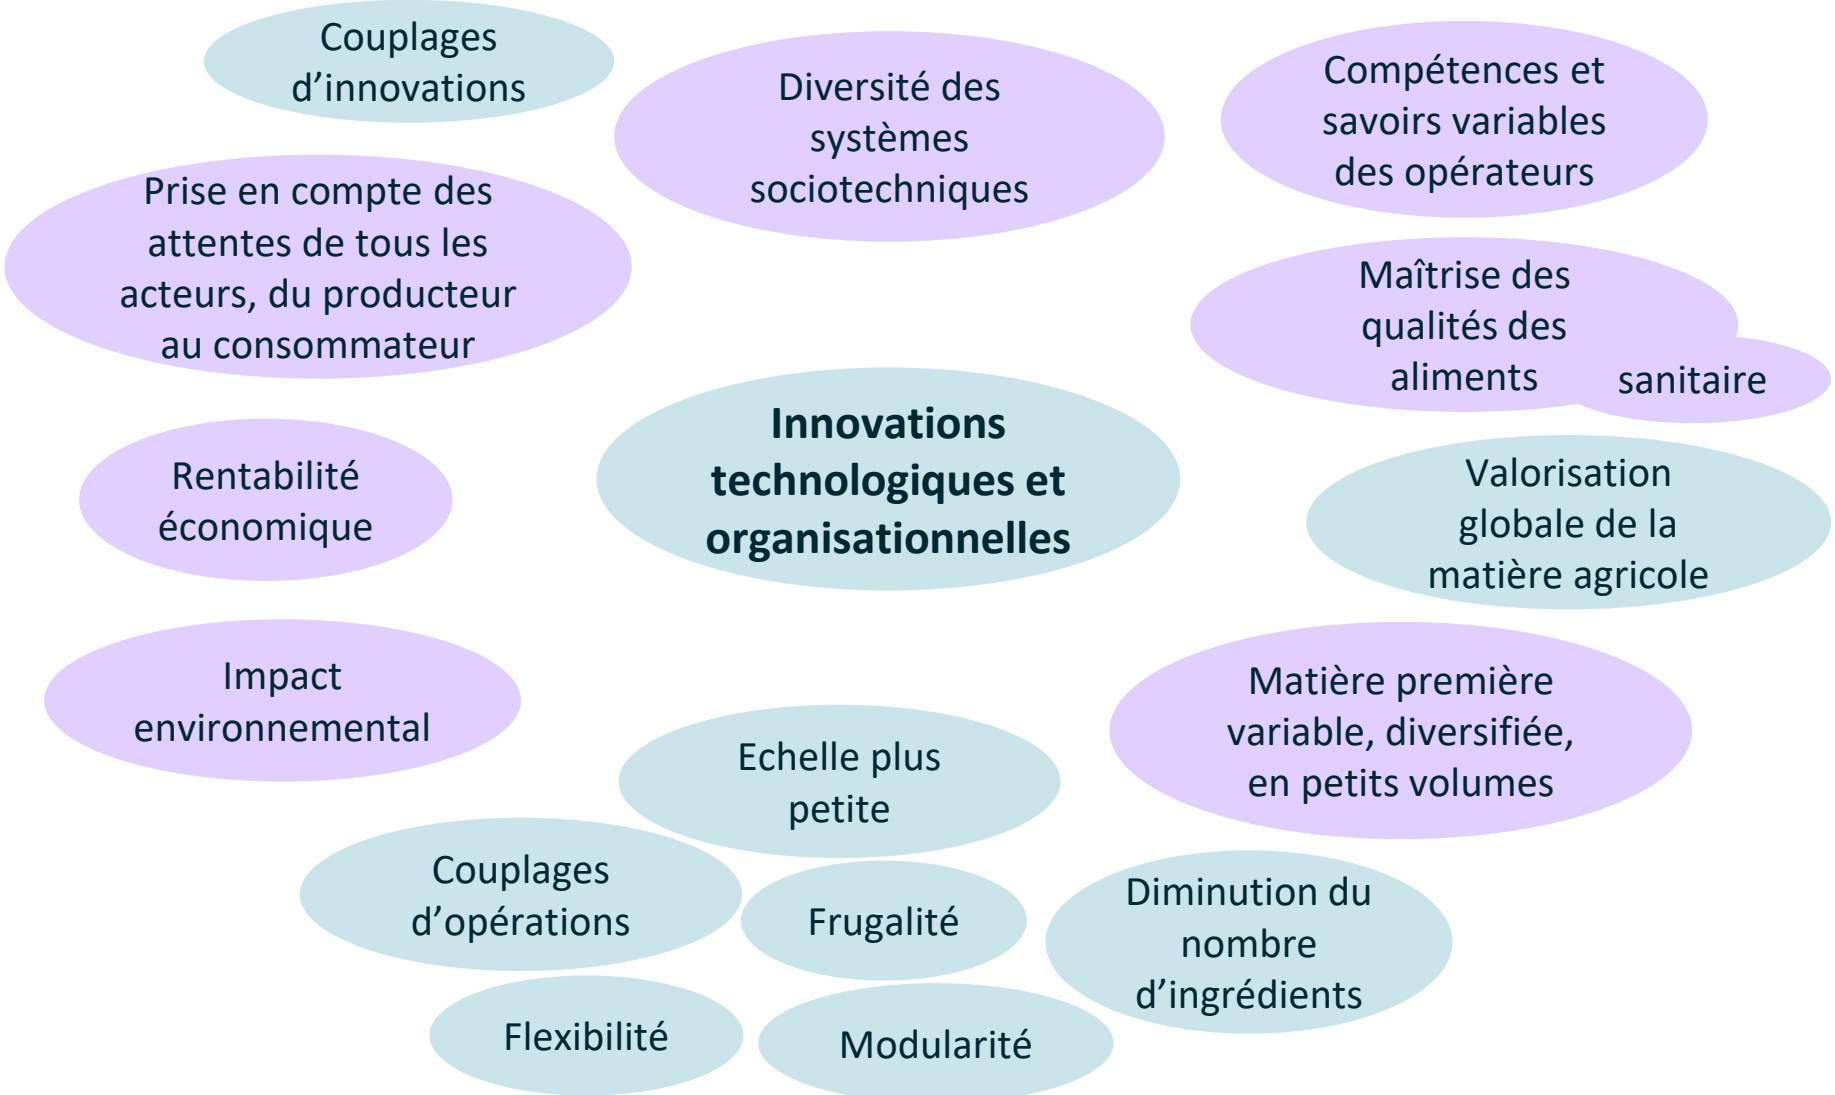 Couplages
d’innovations
Diversité des
systèmes
sociotechniques
Compétences et
savoirs variables
des opérateurs
Prise en compte des
attentes de tous les
acteurs, du producteur
au consommateur
Maîtrise des
qualités des
aliments
sanitaire
Innovations
technologiques et
organisationnelles
Rentabilité
économique
Valorisation
globale de la
matière agricole
Impact
environnemental
Matière première
variable, diversifiée,
en petits volumes
Echelle plus
petite
Couplages
d’opérations
Frugalité
Diminution du
nombre
d’ingrédients
Flexibilité
Modularité